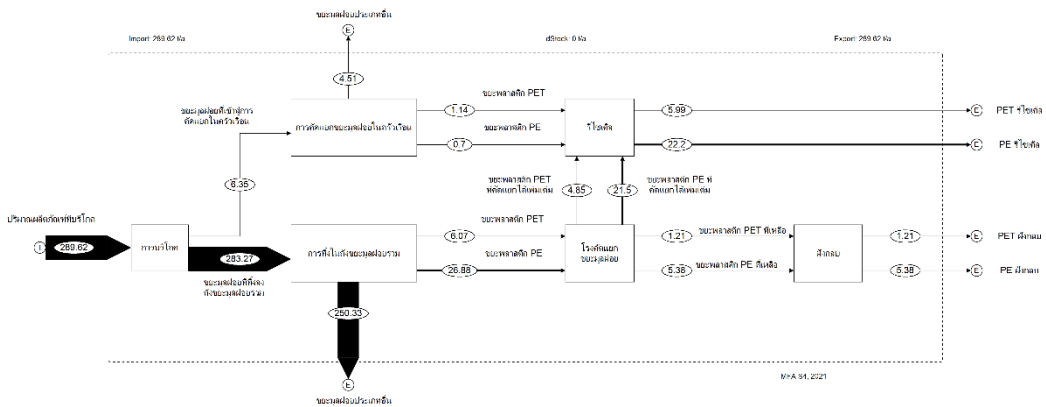 ขยะมูลฝอยประเภทอื่น
E
Import: 289.62 t/a
dStock: 0 t/a
Export: 289.62 t/a
4.51
ขยะมูลฝอยที่เข้าสู่การ
คัดแยกในครัวเรือน
การคัดแยกขยะมูลฝอยในครัวเรือน
ขยะพลาสติก PET
1.14
ขยะพลาสติก PE
0.7
รีไซเคิล
5.99
E
PET รีไซเคิล
22.2
E
PE รีไซเคิล
6.35
ขยะพลาสติก PET
ที่คัดแยกได้เพิ่มเติม
4.85
21.5
ขยะพลาสติก PE ที่
คัดแยกได้เพิ่มเติม
ปริมาณผลิตภัณฑ์ที่บริโภค
I
289.62
การบริโภค
283.27
ขยะมูลฝอยที่ทิ้งลง
ถังขยะมูลฝอยรวม
การทิ้งในถังขยะมูลฝอยรวม
ขยะพลาสติก PET
6.07
ขยะพลาสติก PE
26.88
โรงคัดแยก
ขยะมูลฝอย
ขยะพลาสติก PET ที่เหลือ
1.21
ขยะพลาสติก PE ที่เหลือ
5.38
ฝังกลบ
1.21
E
PET ฝังกลบ
5.38
E
PE ฝังกลบ
250.33
E
ขยะมูลฝอยประเภทอื่น
MFA 64, 2021